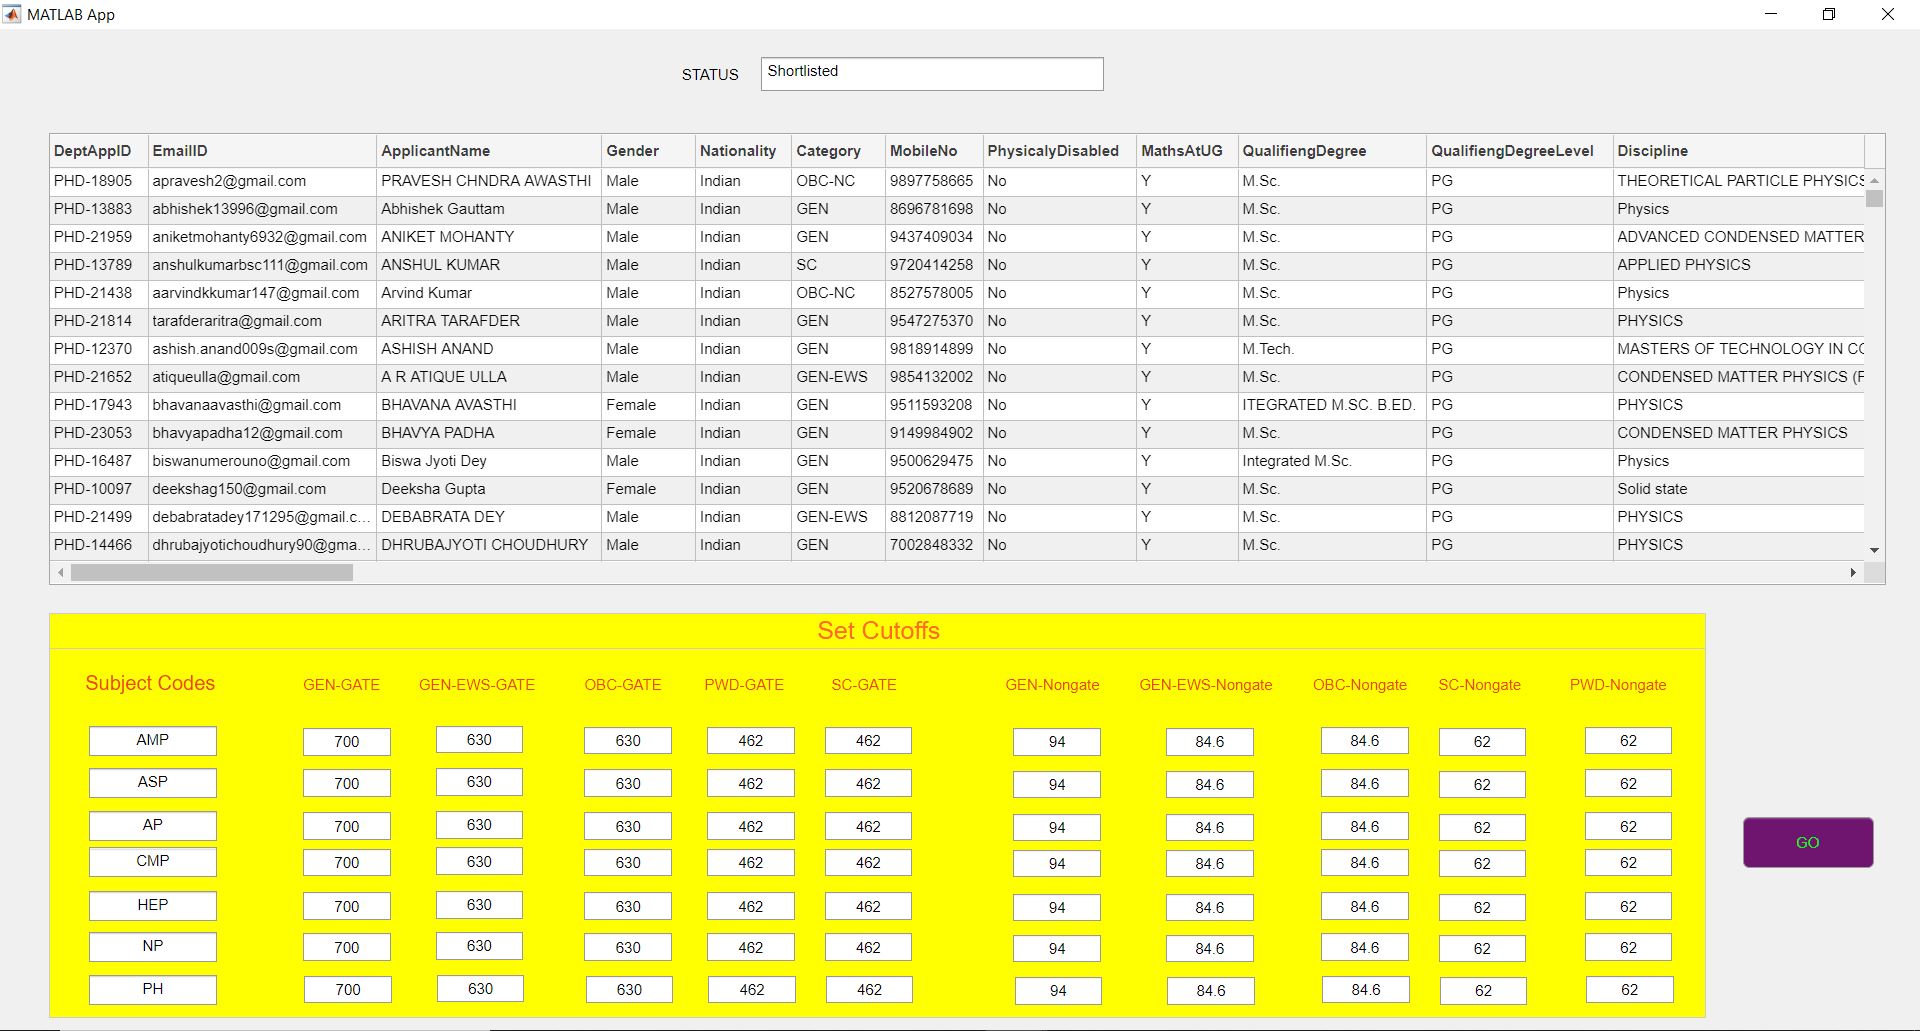 MATLAB App
STATUS Shortlisted
DeptAppID EmailID ApplicantName Gender Nationality Category MobileNo PhysicalyDisabled MathsAtUG QualifiengDegree QualifiengDegreeLevel Discipline
PHD-18905 apravesh2@gmail.com PRAVESH CHNDRA AWASTHI Male Indian OBC-NC 9897758665 No Y M.Sc. PG THEORETICAL PARTICLE PHYSICS
PHD-13883 abhishek13996@gmail.com Abhishek Gauttam Male Indian GEN 8696781698 No Y M.Sc. PG Physics
PHD-21959 aniketmohanty6932@gmail.com ANIKET MOHANTY Male Indian GEN 9437409034 No Y M.Sc. PG ADVANCED CONDENSED MATTER
PHD-13789 anshulkumarbsc111@gmail.com ANSHUL KUMAR Male Indian SC 9720414258 No Y M.Sc. PG APPLIED PHYSICS
PHD-21438 aarvindkkumar147@gmail.com Arvind Kumar Male Indian OBC-NC 8527578005 No Y M.Sc. PG Physics
PHD-21814 tarafderaritra@gmail.com ARITRA TARAFDER Male Indian GEN 9547275370 No Y M.Sc. PG PHYSICS
PHD-12370 ashish.anand009s@gmail.com ASHISH ANAND Male Indian GEN 9818914899 No Y M.Tech. PG MASTERS OF TECHNOLOGY IN CO
PHD-21652 atiqueulla@gmail.com A R ATIQUE ULLA Male Indian GEN-EWS 9854132002 No Y M.Sc. PG CONDENSED MATTER PHYSICS (F
PHD-17943 bhavanaavasthi@gmail.com BHAVANA AVASTHI Female Indian GEN 9511593208 No Y ITEGRATED M.SC. B.ED. PG PHYSICS
PHD-23053 bhavyapadha12@gmail.com BHAVYA PADHA Female Indian GEN 9149984902 No Y M.Sc. PG CONDENSED MATTER PHYSICS
PHD-16487 biswanumerouno@gmail.com Biswa Jyoti Dey Male Indian GEN 9500629475 No Y Integrated M.Sc. PG Physics
PHD-10097 deekshag150@gmail.com Deeksha Gupta Female Indian GEN 9520678689 No Y M.Sc. PG Solid state
PHD-21499 debabratadey171295@gmail.c... DEBABRATA DEY Male Indian GEN-EWS 8812087719 No Y M.Sc. PG PHYSICS
PHD-14466 dhrubajyotichoudhury90@gma... DHRUBAJYOTI CHOUDHURY Male Indian GEN 7002848332 No Y M.Sc. PG PHYSICS
Set Cutoffs
Subject Codes GEN-GATE GEN-EWS-GATE OBC-GATE PWD-GATE SC-GATE GEN-Nongate GEN-EWS-Nongate OBC-Nongate SC-Nongate PWD-Nongate
AMP 700 630 630 462 462 94 84.6 84.6 62 62
ASP 700 630 630 462 462 94 84.6 84.6 62 62
AP 700 630 630 462 462 94 84.6 84.6 62 62
CMP 700 630 630 462 462 94 84.6 84.6 62 62
HEP 700 630 630 462 462 94 84.6 84.6 62 62
NP 700 630 630 462 462 94 84.6 84.6 62 62
PH 700 630 630 462 462 94 84.6 84.6 62 62
GO